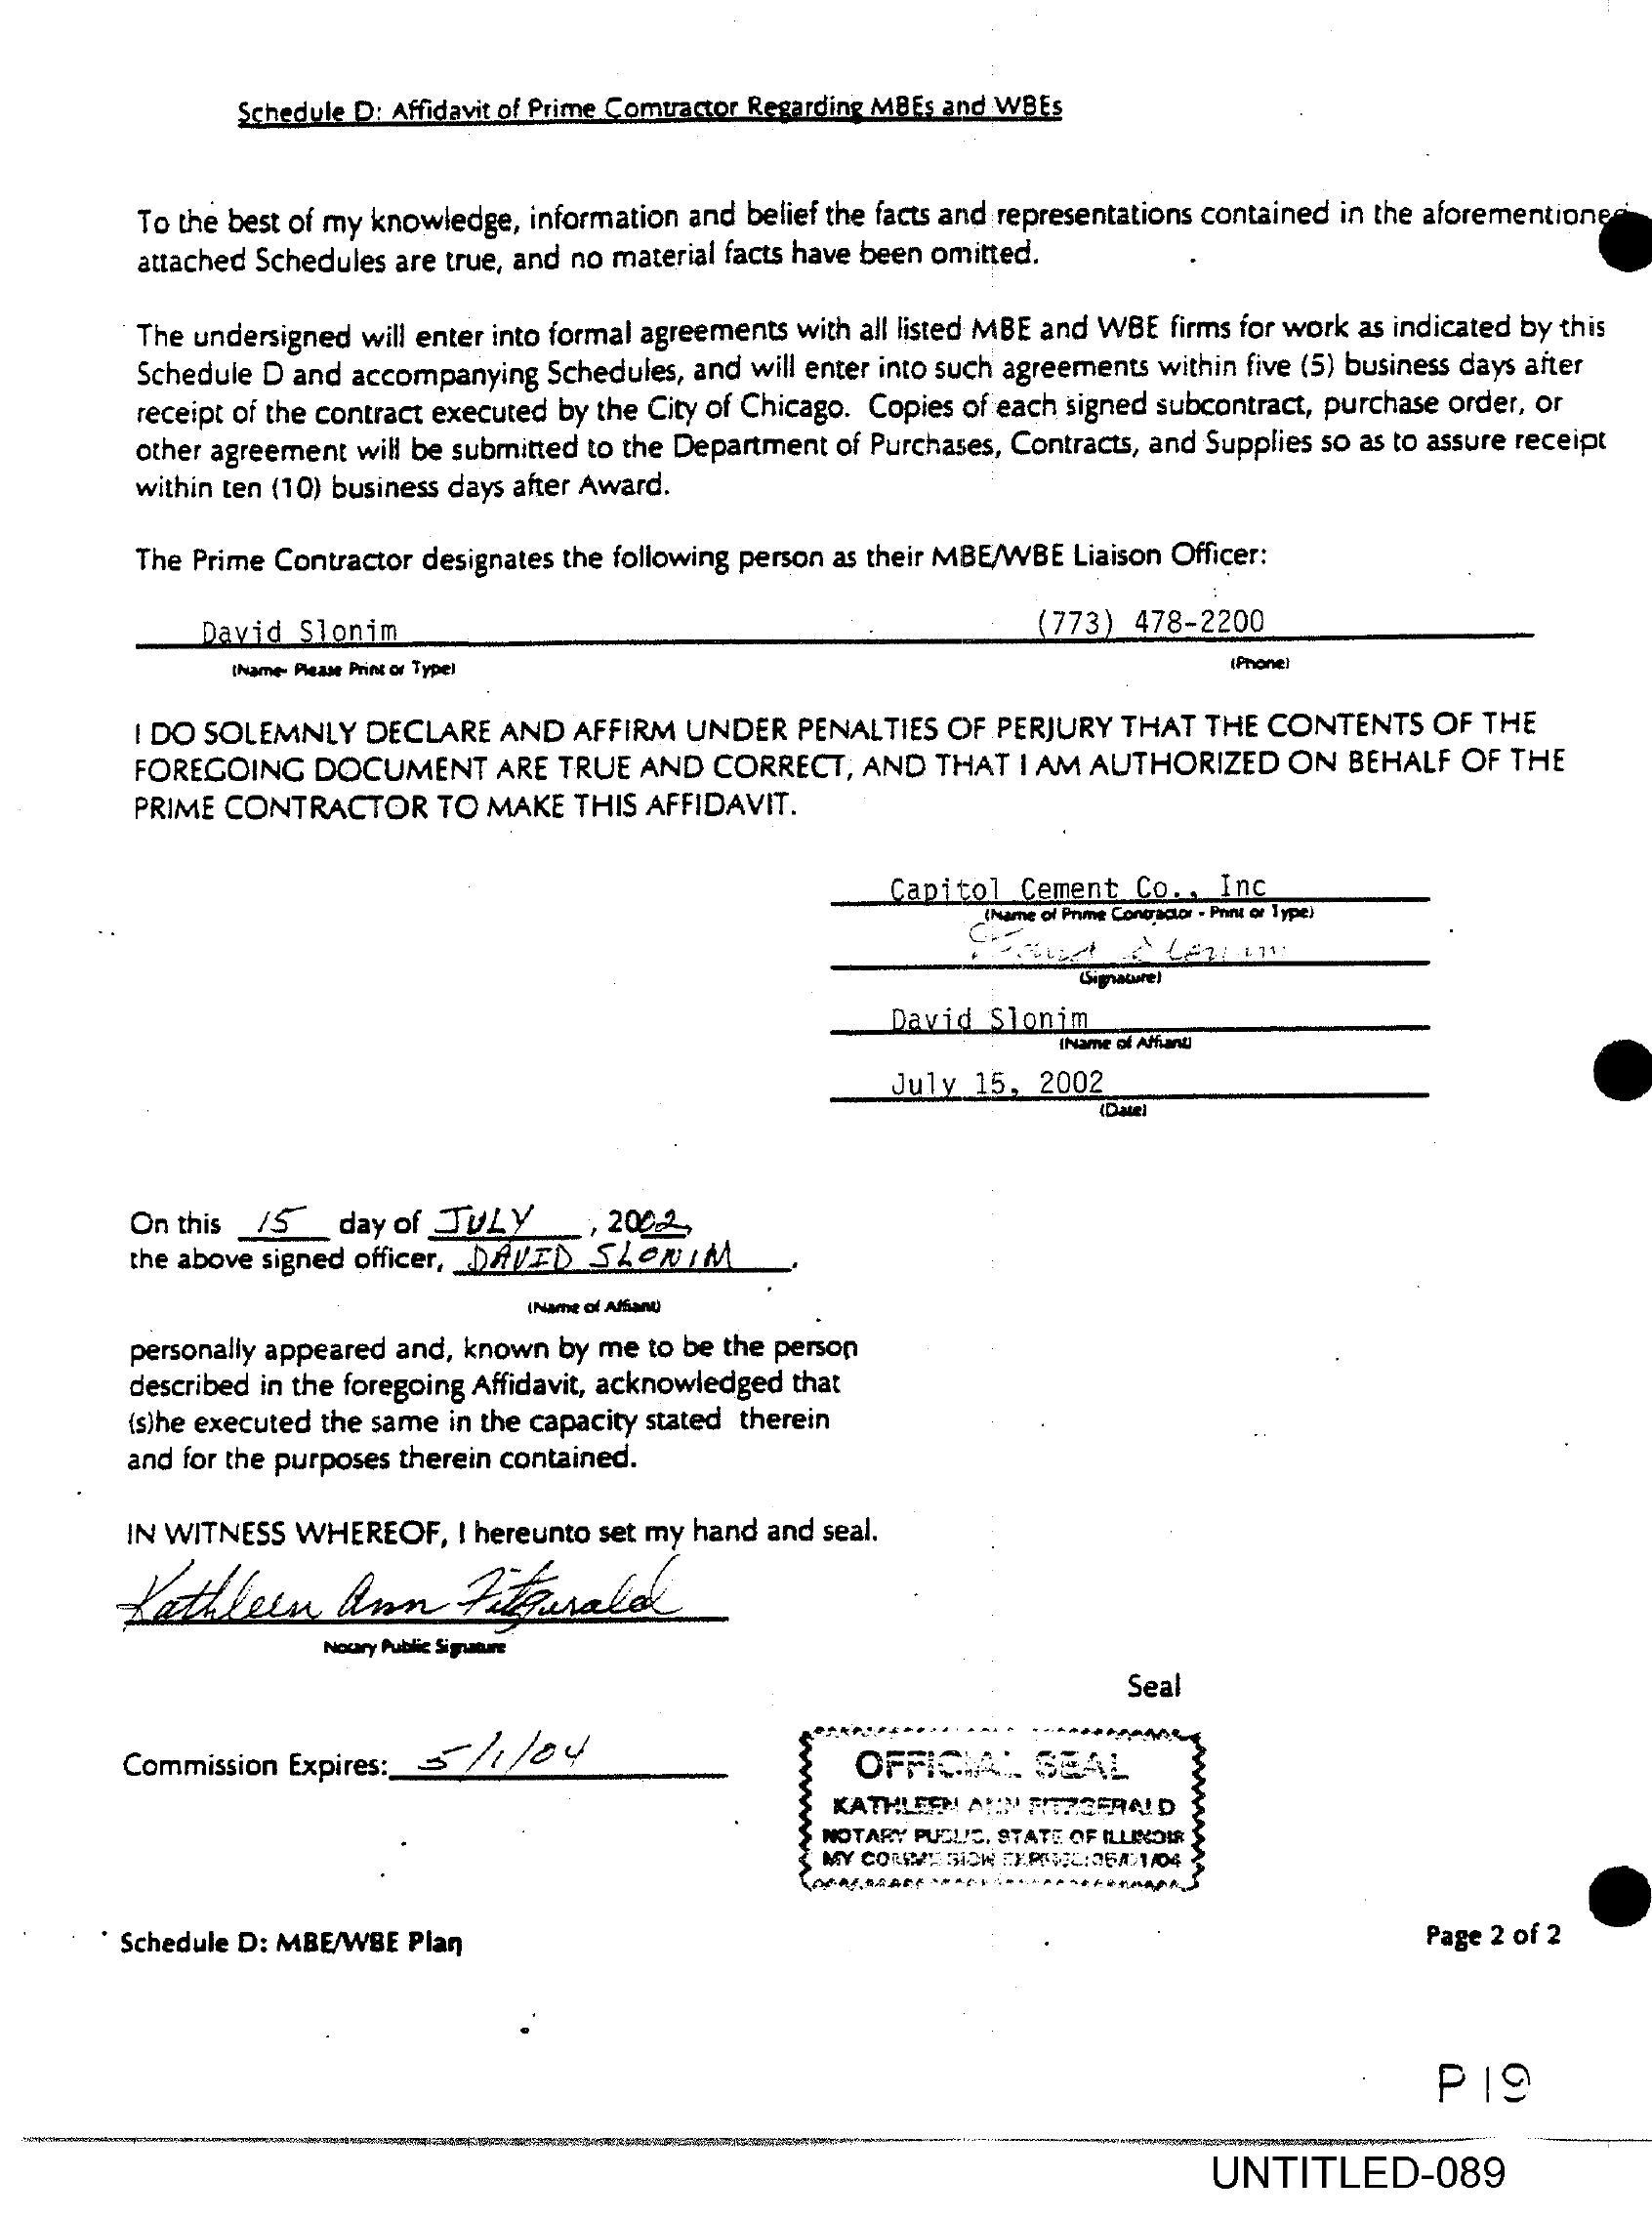 Schedule D: Affidavit of Prime Comtractor Regarding MBEs and WBEs
To the best of my knowledge, information and belief the facts and representations contained in the aforementioned
attached Schedules are true, and no material facts have been omitted.
The undersigned will enter into formal agreements with all listed MBE and WBE firms for work as indicated by this
Schedule D and accompanying Schedules, and will enter into such agreements within five (5) business days after
receipt of the contract executed by the City of Chicago. Copies of each signed subcontract, purchase order, or
other agreement will be submitted to the Department of Purchases, Contracts, and Supplies so as to assure receipt
within ten (10) business days after Award.
The Prime Contractor designates the following person as their MBE/WBE Liaison Officer:
David Slonim (773) 478-2200
(Name- Please Print or Type) (Phone)
I DO SOLEMNLY DECLARE AND AFFIRM UNDER PENALTIES OF PERJURY THAT THE CONTENTS OF THE
FOREGOING DOCUMENT ARE TRUE AND CORRECT, AND THAT I AM AUTHORIZED ON BEHALF OF THE
PRIME CONTRACTOR TO MAKE THIS AFFIDAVIT.
Capitol Cement Co., Inc
(Name of Prime Contractor - Print or Type)
David Slonim
(Signature)
David Slonim
(Name of Affiant)
July 15, 2002
(Date)
On this 15 day of JULY, 2002,
the above signed officer, DAVID SLONIM.
(Name of Affiant)
personally appeared and, known by me to be the person
described in the foregoing Affidavit, acknowledged that
(s)he executed the same in the capacity stated therein
and for the purposes therein contained.
IN WITNESS WHEREOF, I hereunto set my hand and seal.
Kathleen Ann Fitzgerald
Notary Public Signature
Seal
Commission Expires: 5/1/04
OFFICIAL SEAL
KATHLEEN ANN FITZGERALD
NOTARY PUBLIC, STATE OF ILLINOIS
MY COMMISSION EXPIRES:05/01/04
Schedule D: MBE/WBE Plan Page 2 of 2
P 19
UNTITLED-089